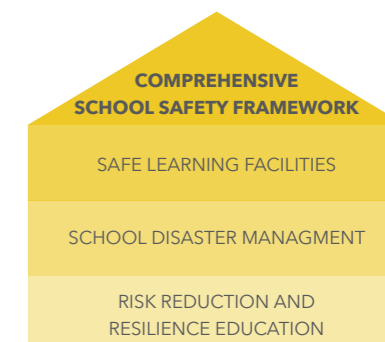 COMPREHENSIVE
SCHOOL SAFETY FRAMEWORK
SAFE LEARNING FACILITIES
SCHOOL DISASTER MANAGMENT
RISK REDUCTION AND
RESILIENCE EDUCATION